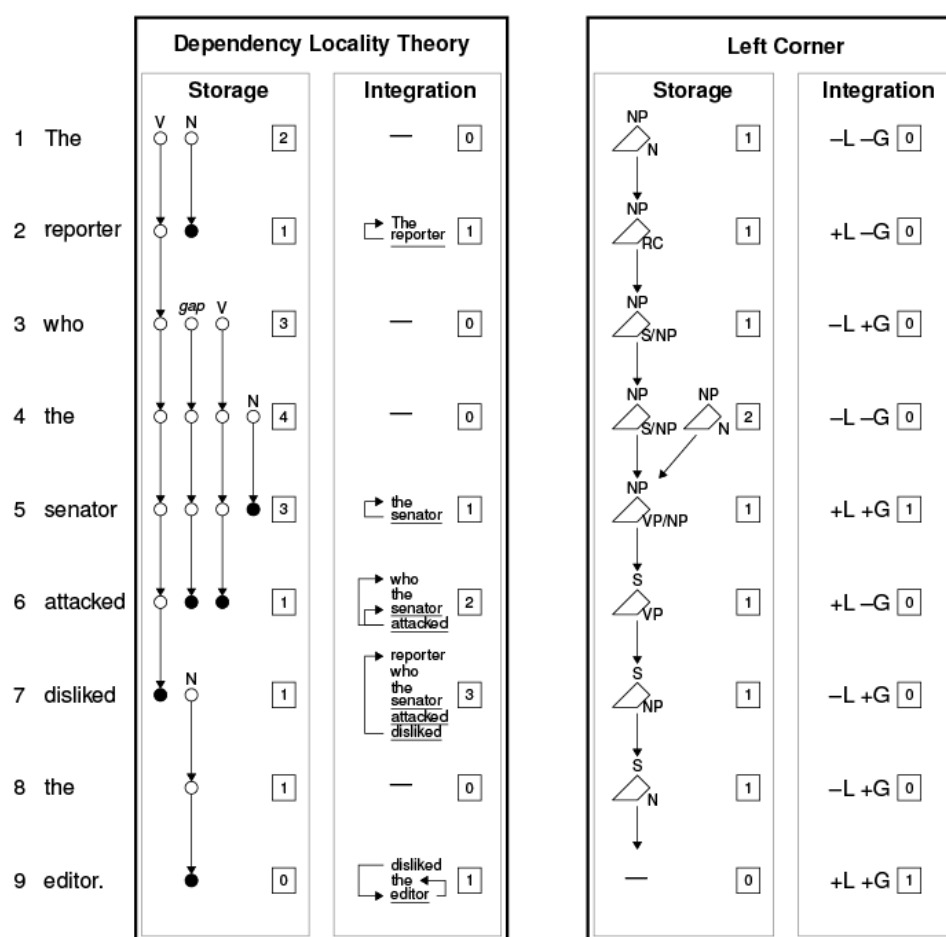 Dependency Locality Theory
Left Corner
Storage
Integration
Storage
Integration
V N
NP
1 The
2
—
0
N
1
–L –G 0
NP
2 reporter
1
The
reporter
1
RC
1
+L –G 0
gap V
NP
3 who
3
—
0
S/NP
1
–L +G 0
N
NP
NP
4 the
4
—
0
S/NP
N
2
–L –G 0
NP
5 senator
3
the
senator
1
VP/NP
1
+L +G 1
S
6 attacked
1
who
the
senator
attacked
2
VP
1
+L –G 0
N
S
7 disliked
1
reporter
who
the
senator
attacked
disliked
3
NP
1
–L +G 0
S
8 the
1
—
0
N
1
–L +G 0
9 editor.
0
disliked
the
editor
1
—
0
+L +G 1